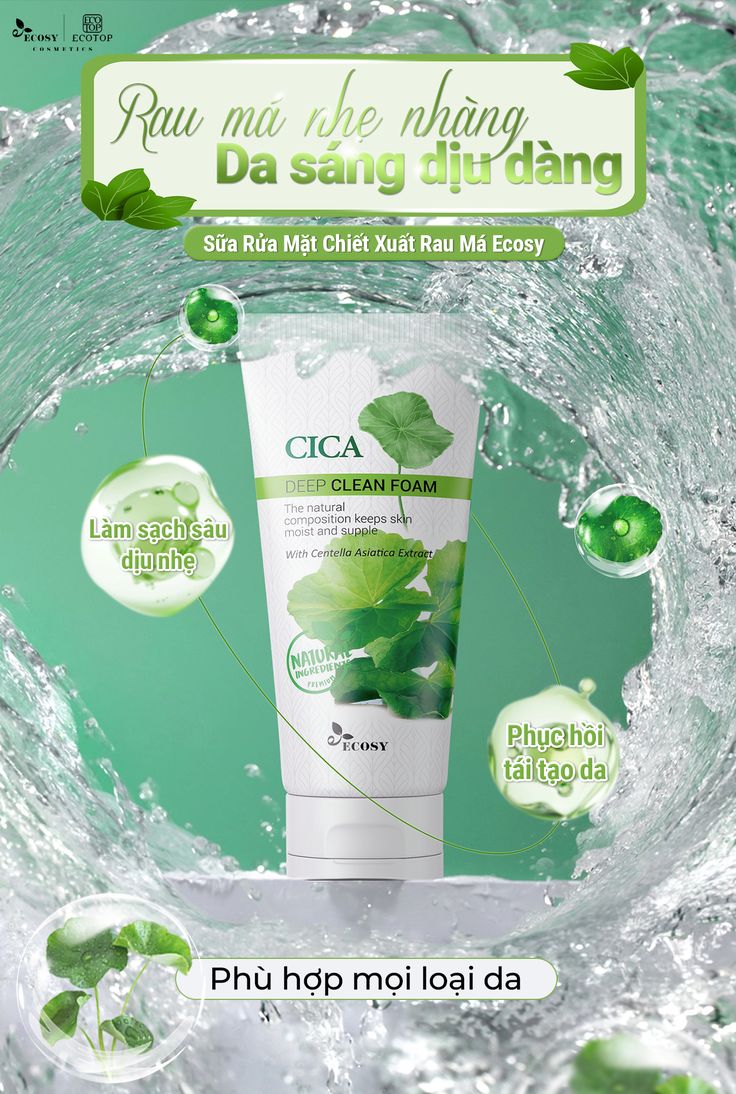 ECOSY
COSMETICS
ECO
TOP
ECOTOP
Rau má nhẹ nhàng
Da sáng dịu dàng
Sữa Rửa Mặt Chiết Xuất Rau Má Ecosy
CICA
DEEP CLEAN FOAM
The natural
composition keeps skin
moist and supple
With Centella Asiatica Extract
Làm sạch sâu
dịu nhẹ
NATURAL
INGREDIENTS
PREMIUM
Phục hồi
tái tạo da
ECOSY
Phù hợp mọi loại da